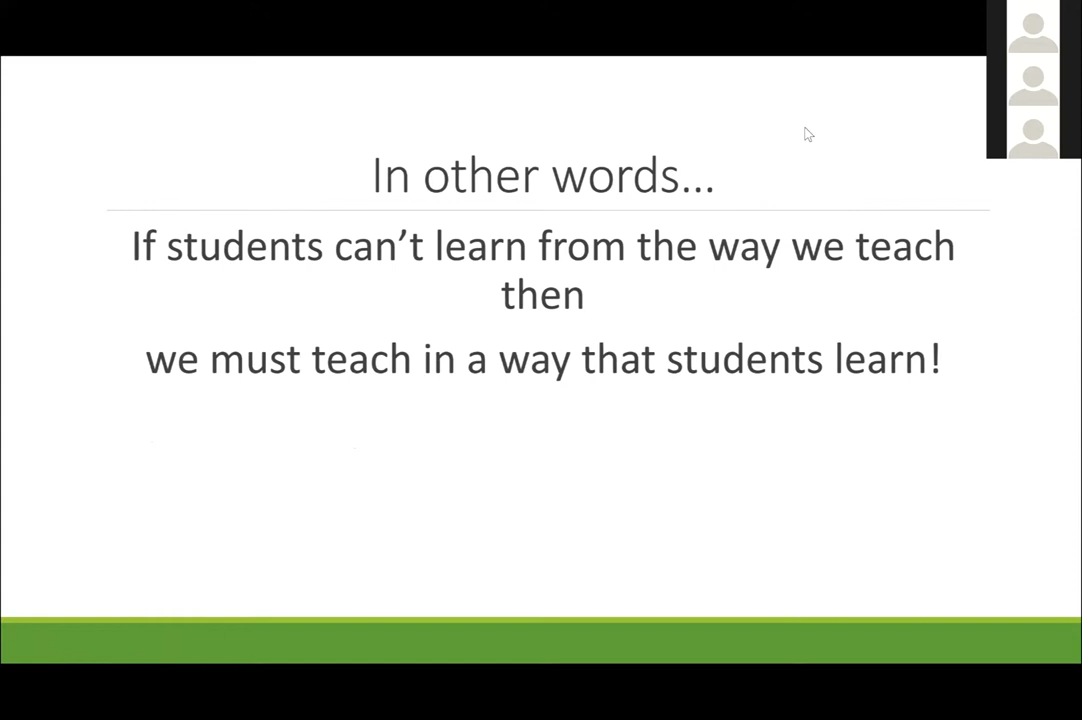 In other words...
If students can’t learn from the way we teach
then
we must teach in a way that students learn!